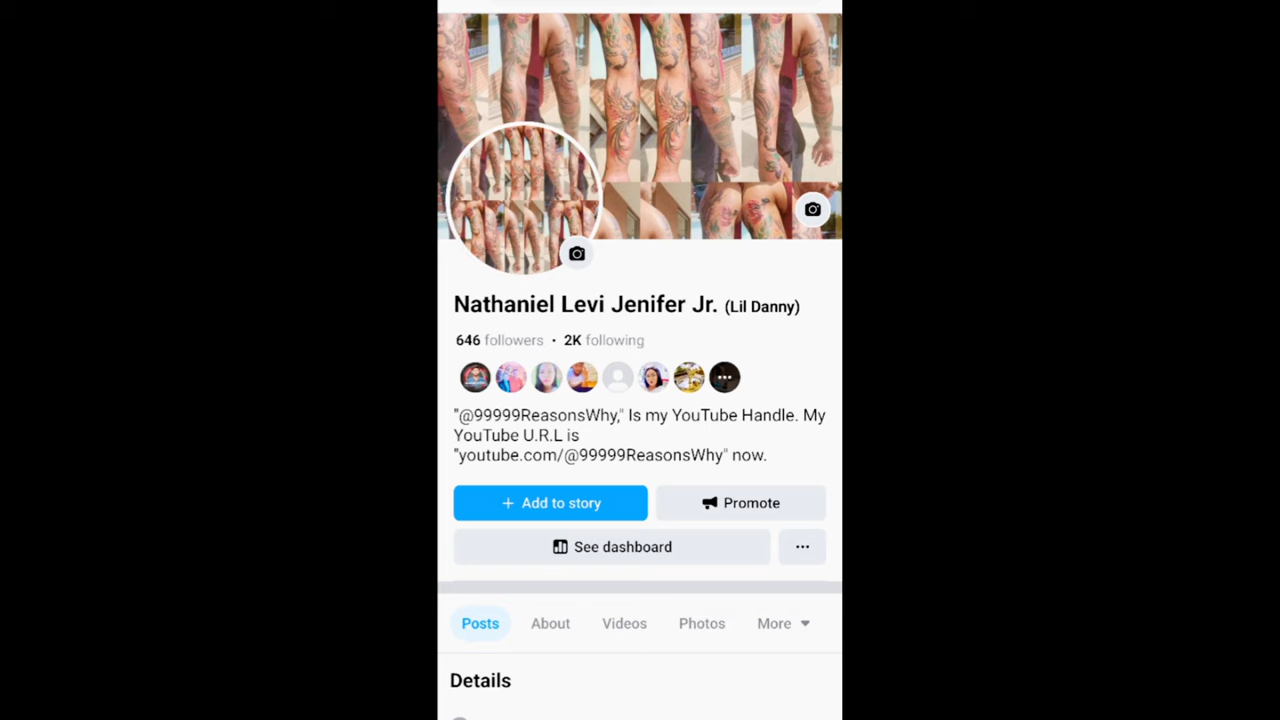 Nathaniel Levi Jenifer Jr. (Lil Danny)
646 followers · 2K following
"@99999ReasonsWhy," Is my YouTube Handle. My
YouTube U.R.L is
"youtube.com/@99999ReasonsWhy" now.
+ Add to story
Promote
See dashboard
...
Posts About Videos Photos More
Details